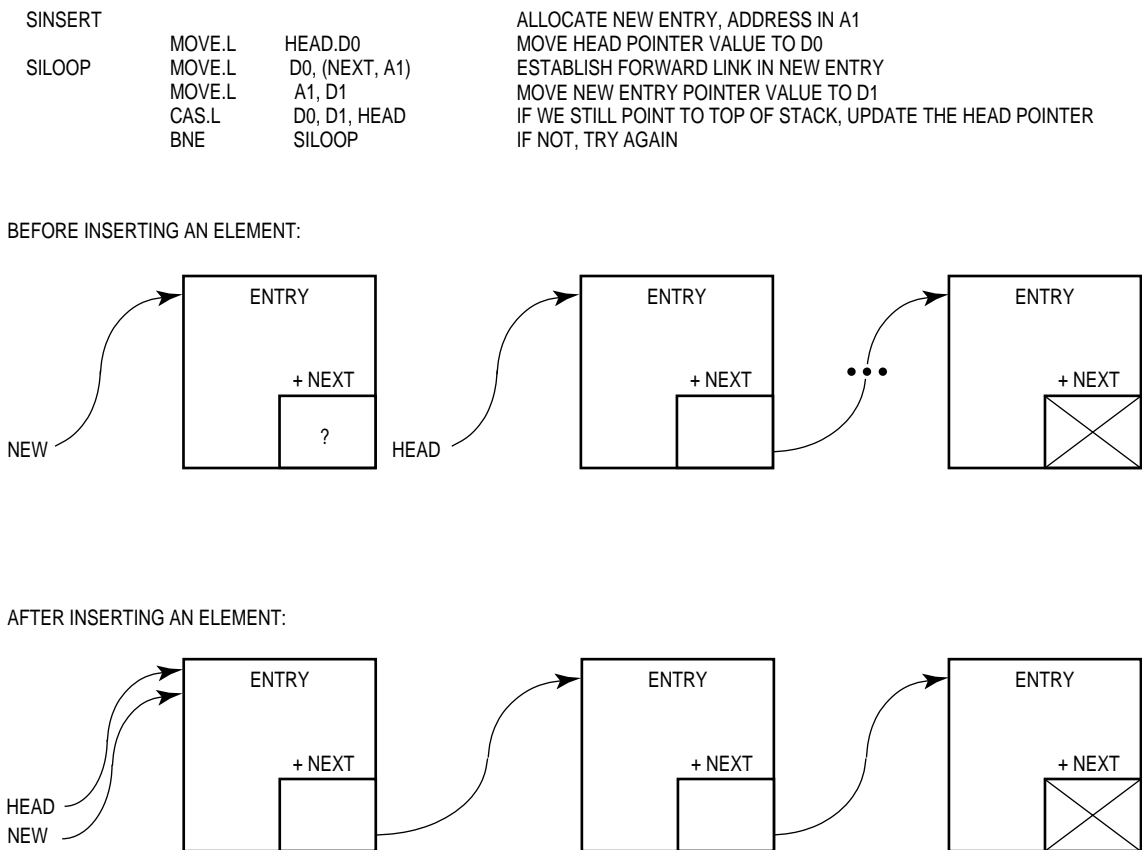 SINSERT ALLOCATE NEW ENTRY, ADDRESS IN A1
MOVE.L HEAD.D0 MOVE HEAD POINTER VALUE TO D0
SILOOP MOVE.L D0, (NEXT, A1) ESTABLISH FORWARD LINK IN NEW ENTRY
MOVE.L A1, D1 MOVE NEW ENTRY POINTER VALUE TO D1
CAS.L D0, D1, HEAD IF WE STILL POINT TO TOP OF STACK, UPDATE THE HEAD POINTER
BNE SILOOP IF NOT, TRY AGAIN
BEFORE INSERTING AN ELEMENT:
ENTRY ENTRY ENTRY
+ NEXT + NEXT + NEXT
NEW ? HEAD
AFTER INSERTING AN ELEMENT:
ENTRY ENTRY ENTRY
+ NEXT + NEXT + NEXT
HEAD
NEW